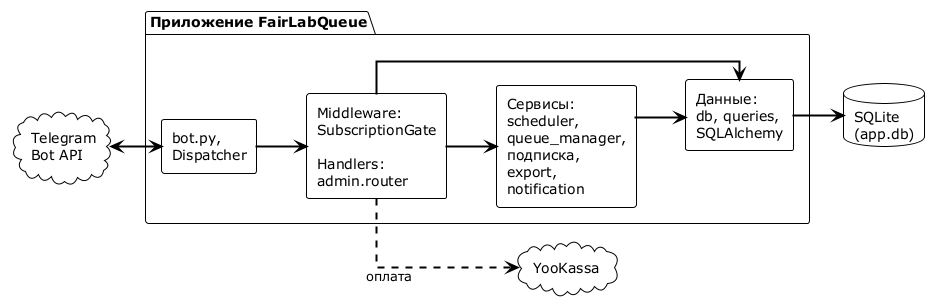 Приложение FairLabQueue
Telegram
Bot API
bot.py,
Dispatcher
Middleware:
SubscriptionGate
Handlers:
admin.router
Сервисы:
scheduler,
queue_manager,
подписка,
export,
notification
Данные:
db, queries,
SQLAlchemy
SQLite
(app.db)
оплата
YooKassa